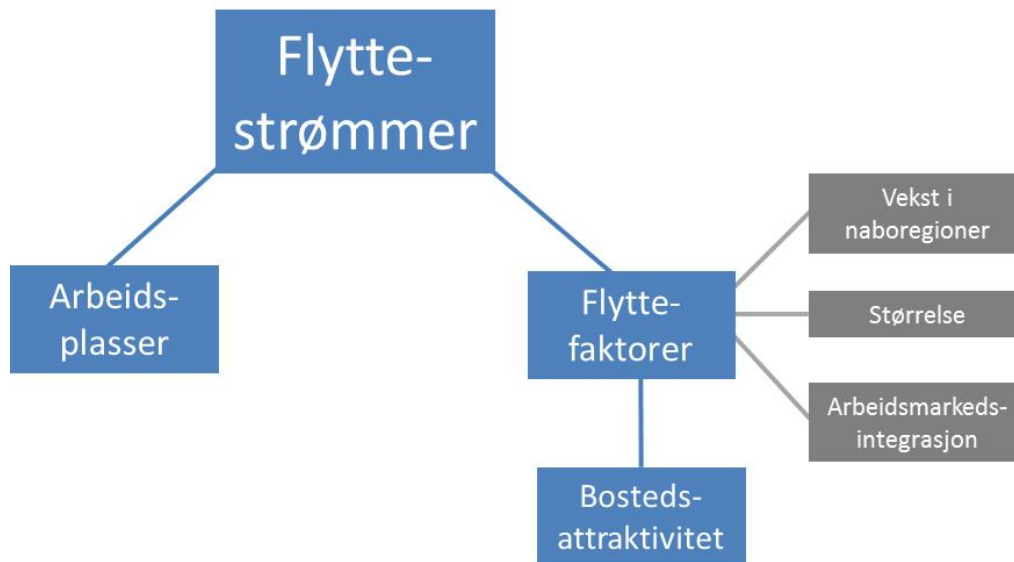 Flytte-
strømmer
Arbeids-
plasser
Flytte-
faktorer
Vekst i
naboregioner
Størrelse
Arbeidsmarkeds-
integrasjon
Bosteds-
attraktivitet